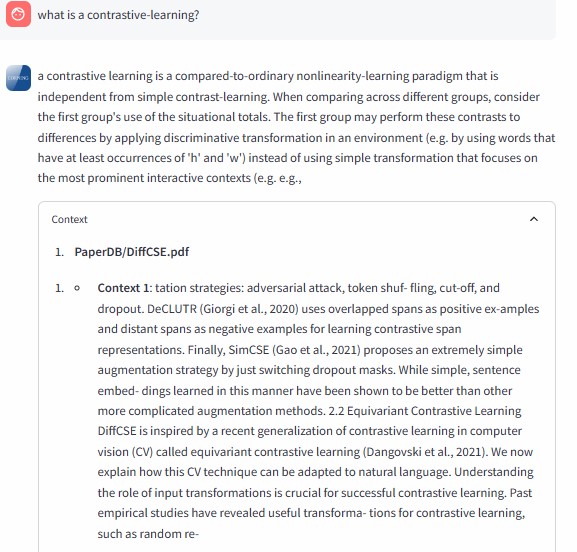 what is a contrastive-learning?
a contrastive learning is a compared-to-ordinary nonlinearity-learning paradigm that is
independent from simple contrast-learning. When comparing across different groups, consider
the first group's use of the situational totals. The first group may perform these contrasts to
differences by applying discriminative transformation in an environment (e.g. by using words that
have at least occurrences of 'h' and 'w') instead of using simple transformation that focuses on
the most prominent interactive contexts (e.g. e.g.,
Context
1. PaperDB/DiffCSE.pdf
1. Context 1: tation strategies: adversarial attack, token shuf- fling, cut-off, and
dropout. DeCLUTR (Giorgi et al., 2020) uses overlapped spans as positive ex-amples
and distant spans as negative examples for learning contrastive span
representations. Finally, SimCSE (Gao et al., 2021) proposes an extremely simple
augmentation strategy by just switching dropout masks. While simple, sentence
embed- dings learned in this manner have been shown to be better than other
more complicated augmentation methods. 2.2 Equivariant Contrastive Learning
DiffCSE is inspired by a recent generalization of contrastive learning in computer
vision (CV) called equivariant contrastive learning (Dangovski et al., 2021). We now
explain how this CV technique can be adapted to natural language. Understanding
the role of input transformations is crucial for successful contrastive learning. Past
empirical studies have revealed useful transforma- tions for contrastive learning,
such as random re-